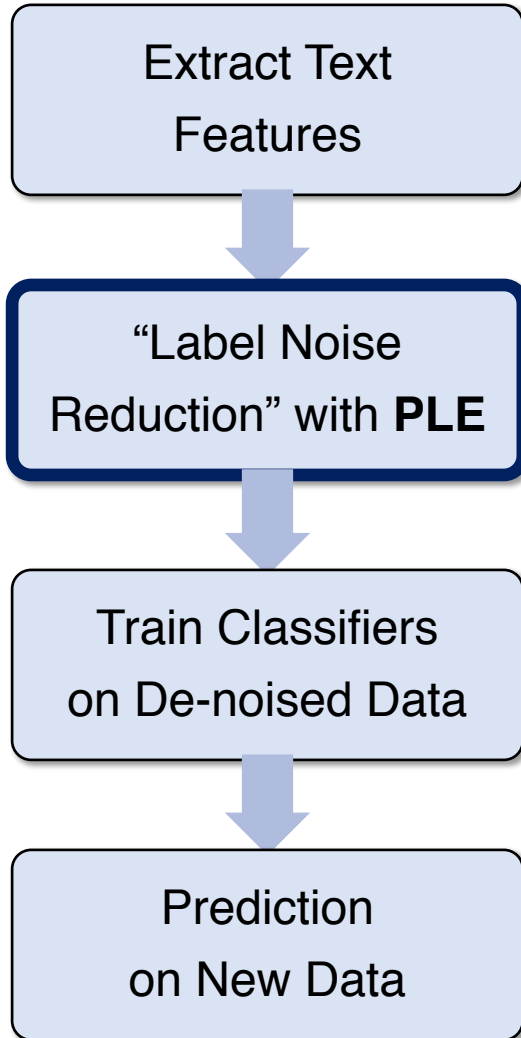 Extract Text
Features
“Label Noise
Reduction” with PLE
Train Classifiers
on De-noised Data
Prediction
on New Data